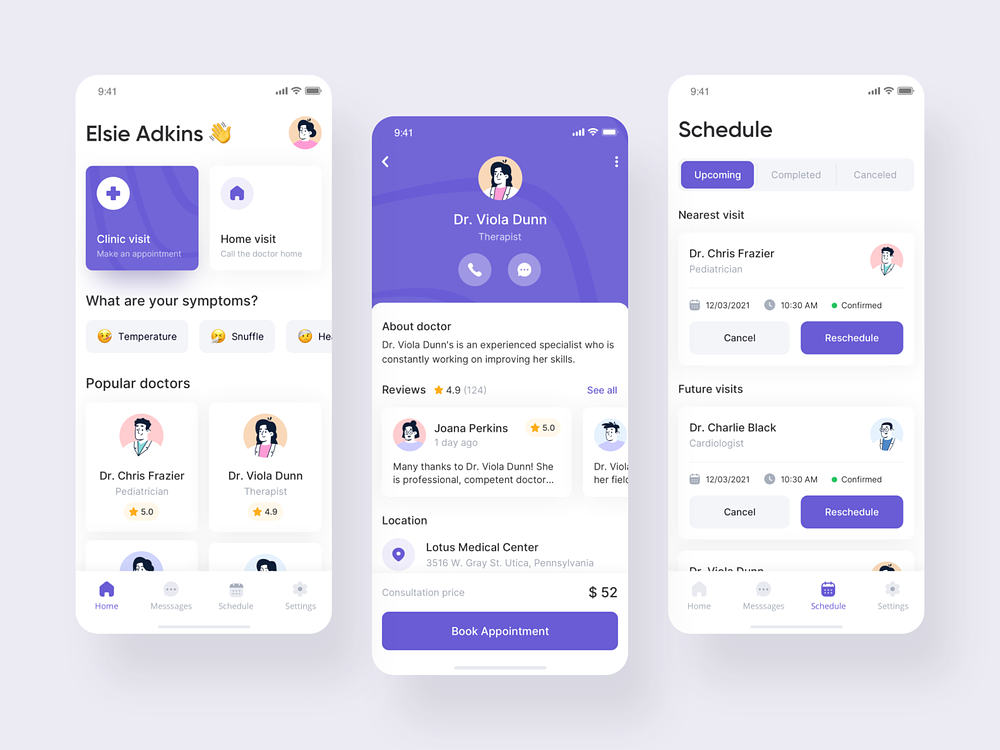 9:41
Elsie Adkins 👋
Clinic visit
Make an appointment
Home visit
Call the doctor home
What are your symptoms?
Temperature
Snuffle
He
Popular doctors
Dr. Chris Frazier
Pediatrician
5.0
Dr. Viola Dunn
Therapist
4.9
Home
Messsages
Schedule
Settings
9:41
Dr. Viola Dunn
Therapist
About doctor
Dr. Viola Dunn's is an experienced specialist who is
constantly working on improving her skills.
Reviews 4.9 (124) See all
Joana Perkins
1 day ago
5.0
Many thanks to Dr. Viola Dunn! She
is professional, competent doctor...
Dr. Viola
her field
Location
Lotus Medical Center
3516 W. Gray St. Utica, Pennsylvania
Consultation price $ 52
Book Appointment
9:41
Schedule
Upcoming Completed Canceled
Nearest visit
Dr. Chris Frazier
Pediatrician
12/03/2021 10:30 AM Confirmed
Cancel Reschedule
Future visits
Dr. Charlie Black
Cardiologist
12/03/2021 10:30 AM Confirmed
Cancel Reschedule
Dr. Viola Dunn
Home
Messsages
Schedule
Settings